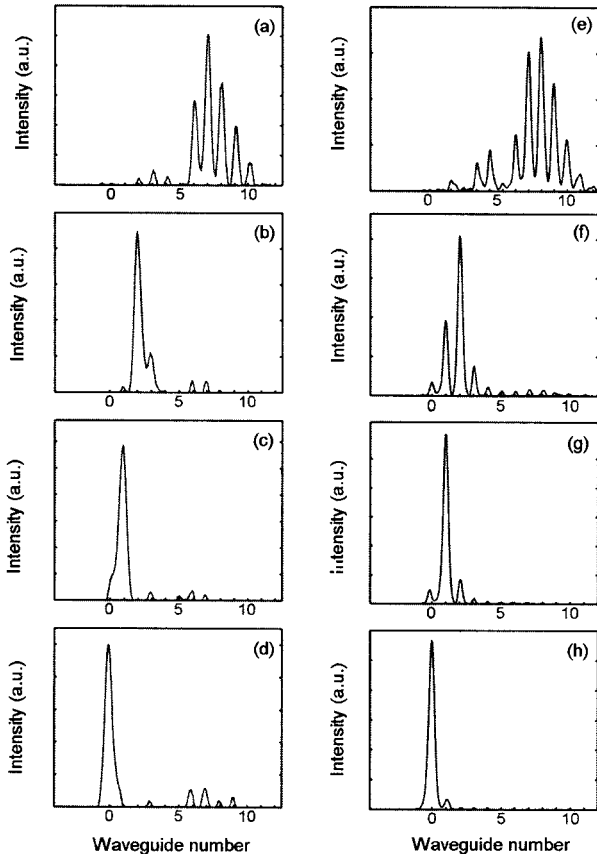 (a)
Intensity (a.u.)
0 5 10
(e)
Intensity (a.u.)
0 5 10
(b)
Intensity (a.u.)
0 5 10
(f)
Intensity (a.u.)
0 5 10
(c)
Intensity (a.u.)
0 5 10
(g)
Intensity (a.u.)
0 5 10
(d)
Intensity (a.u.)
0 5 10
Waveguide number
(h)
Intensity (a.u.)
0 5 10
Waveguide number